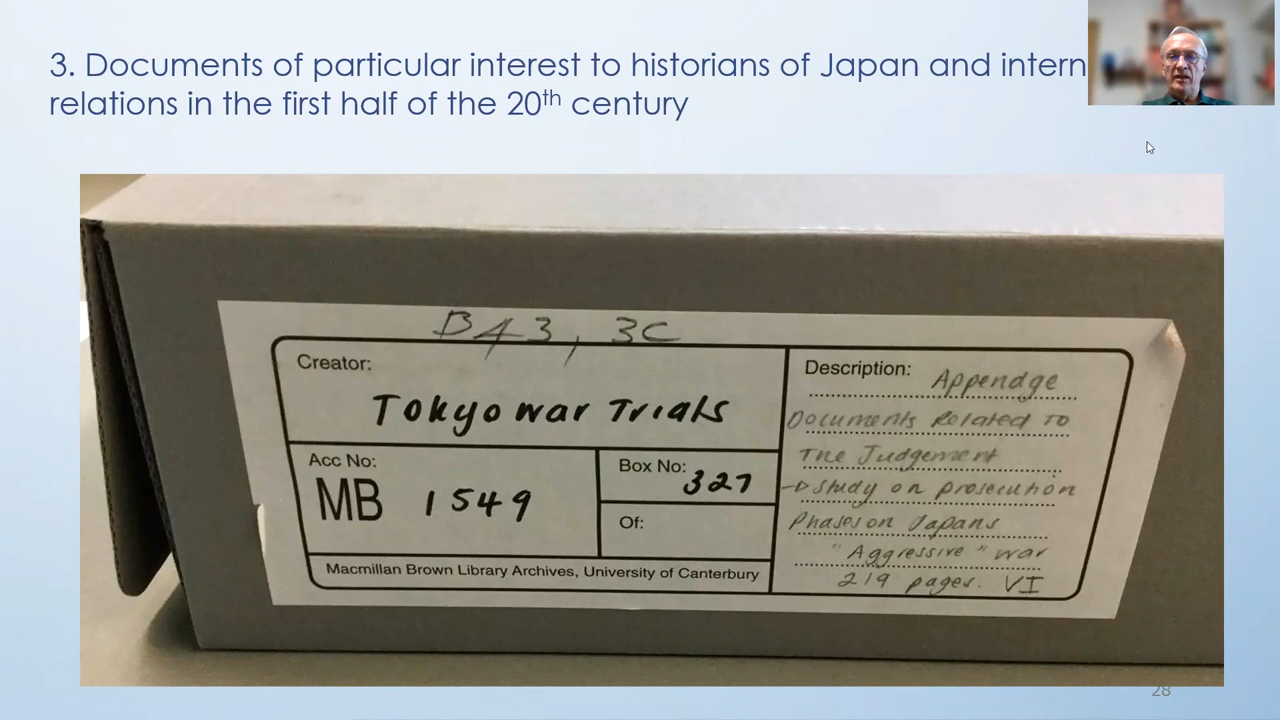 3. Documents of particular interest to historians of Japan and intern
relations in the first half of the 20th century
B43, 3C
Creator:
Tokyo war Trials
Acc No:
MB 1549
Box No: 327
Of:
Macmillan Brown Library Archives, University of Canterbury
Description: Appendge
Documents Related To
The Judgement
→ Study on prosecution
Phases on Japans
"Aggressive" war
219 pages. VI
28